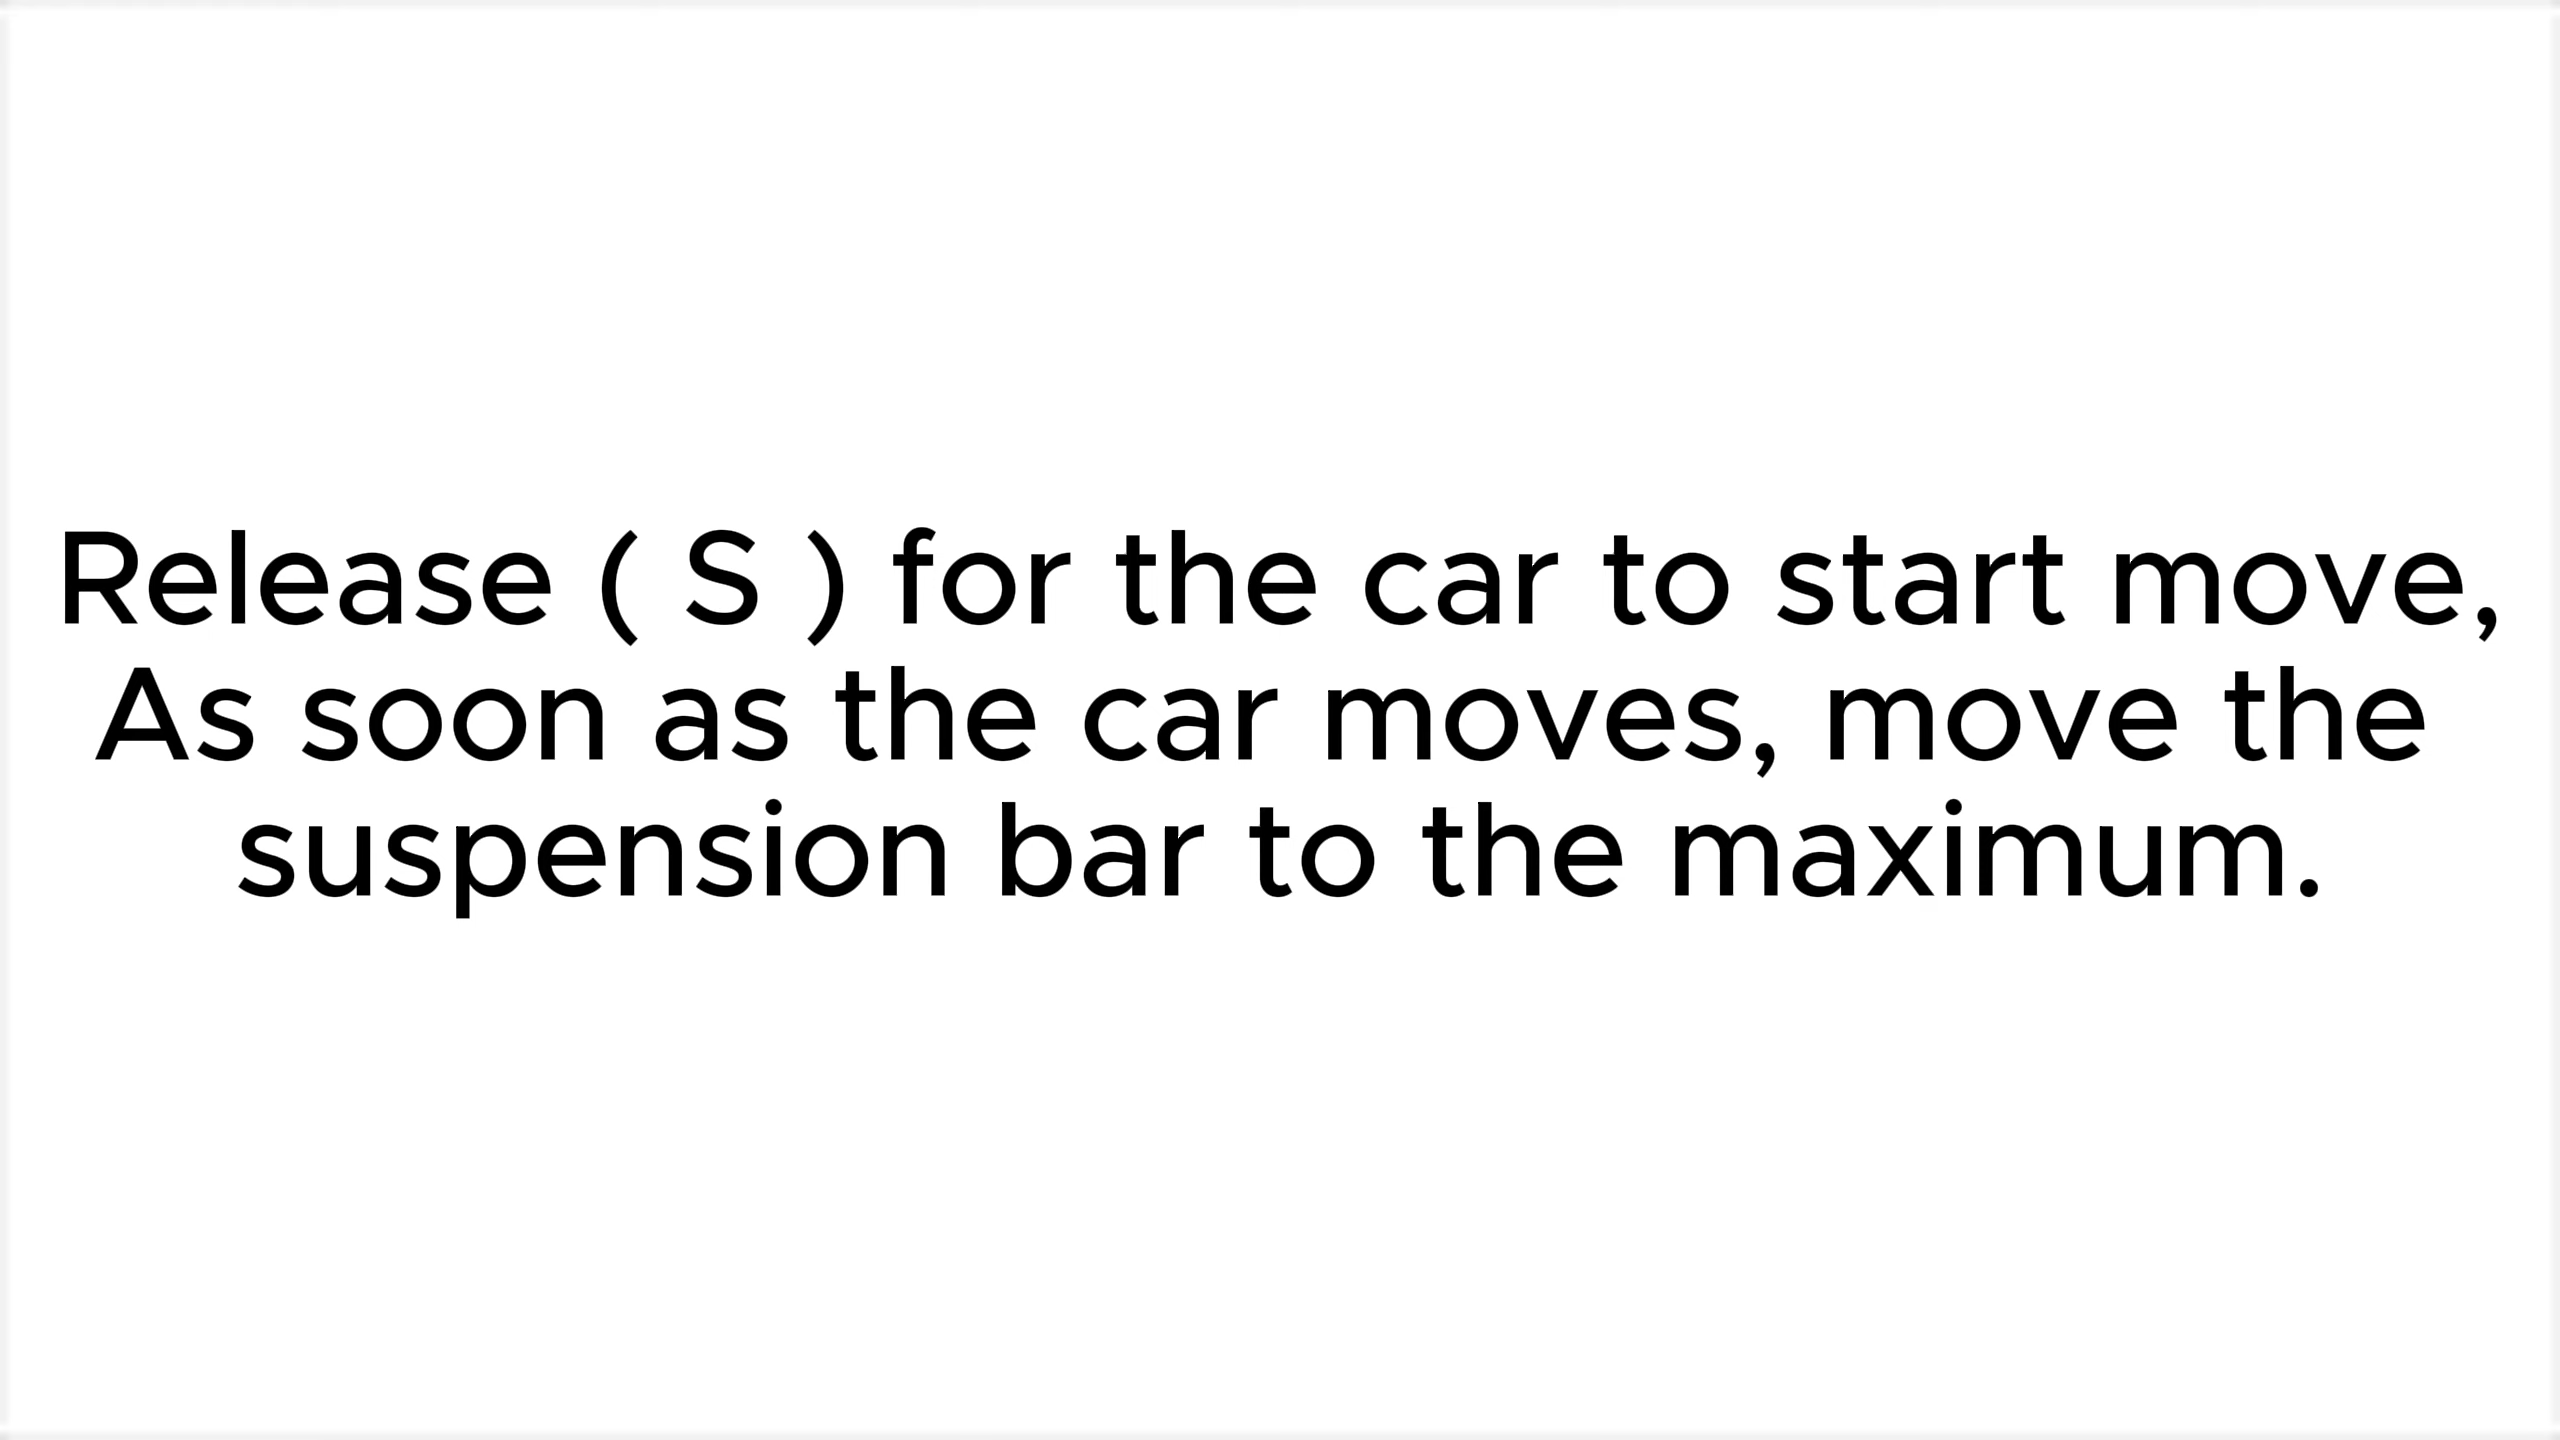 Release ( S ) for the car to start move,
As soon as the car moves, move the
suspension bar to the maximum.